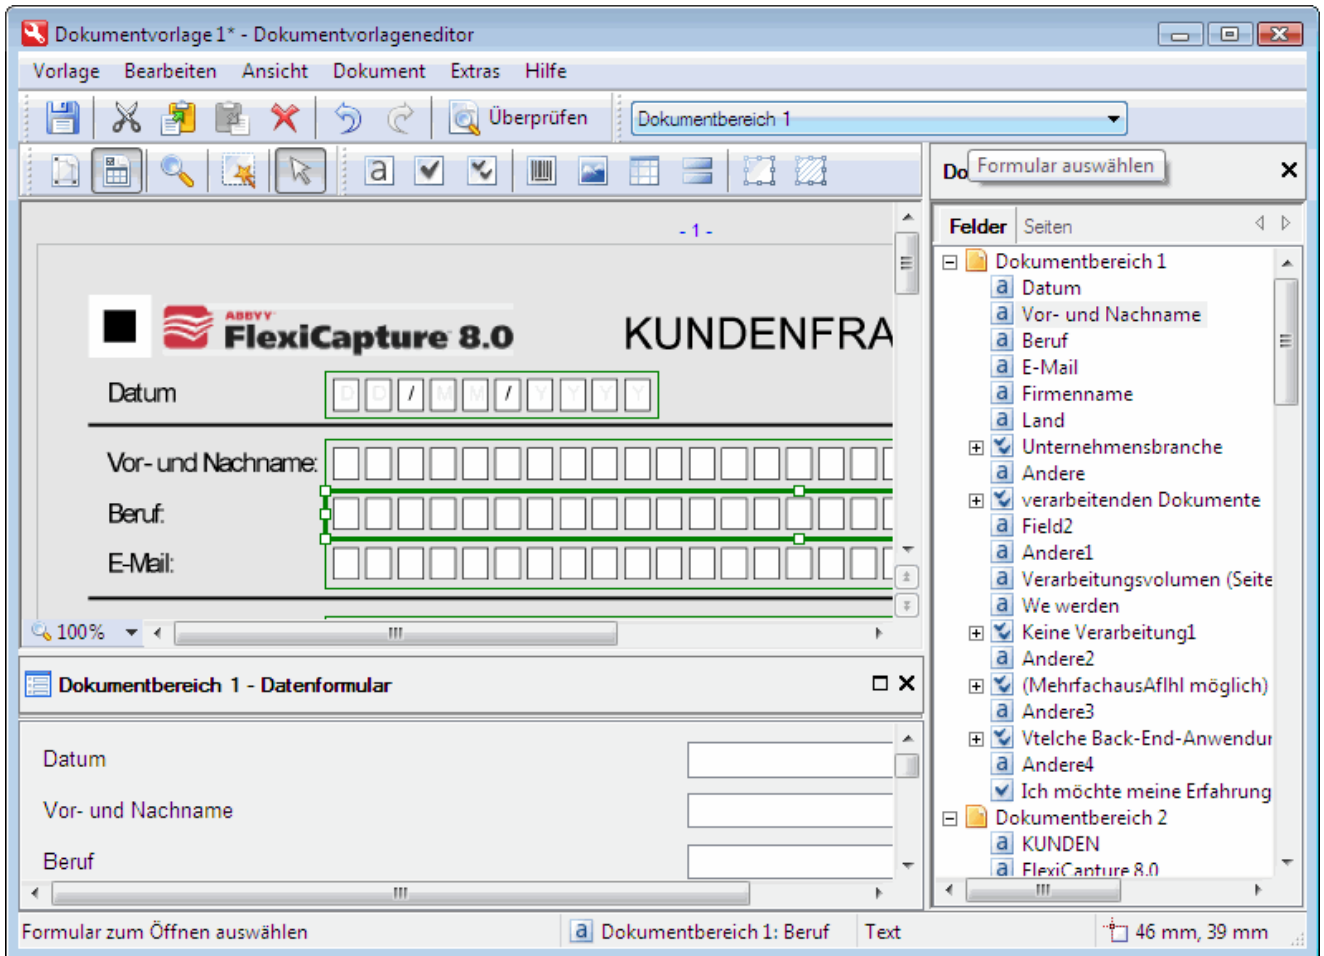 Dokumentvorlage 1* - Dokumentvorlageneditor
Vorlage Bearbeiten Ansicht Dokument Extras Hilfe
Überprüfen Dokumentbereich 1
Do Formular auswählen
Felder Seiten
- 1 -
ABBYY
FlexiCapture 8.0 KUNDENFRA
Datum D D / M M / Y Y Y Y
Vor- und Nachname:
Beruf:
E-Mail:
100%
Dokumentbereich 1 - Datenformular
Datum
Vor- und Nachname
Beruf
Dokumentbereich 1
Datum
Vor- und Nachname
Beruf
E-Mail
Firmenname
Land
Unternehmensbranche
Andere
verarbeitenden Dokumente
Field2
Andere1
Verarbeitungsvolumen (Seite
We werden
Keine Verarbeitung1
Andere2
(MehrfachausAflhl möglich)
Andere3
Vtelche Back-End-Anwendur
Andere4
Ich möchte meine Erfahrung
Dokumentbereich 2
KUNDEN
FlexiCapture 8.0
Formular zum Öffnen auswählen Dokumentbereich 1: Beruf Text 46 mm, 39 mm